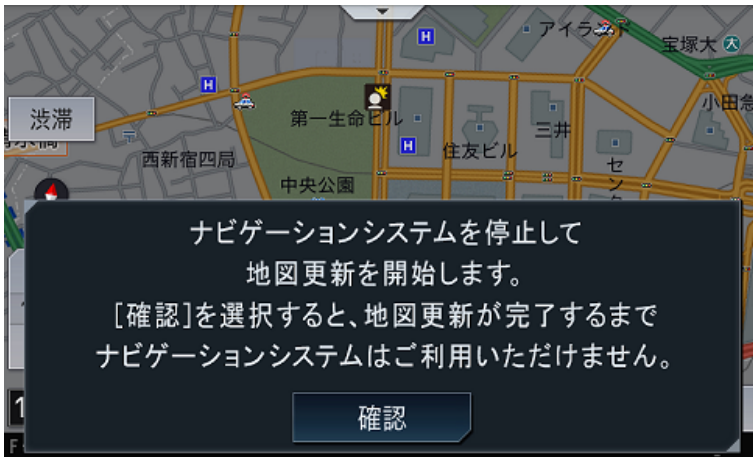 アイラ
宝塚大 大
H
H
小田急
渋滞
第一生命ビル
三井
H
住友ビル
西新宿四局
セン
中央公園
ナビゲーションシステムを停止して
地図更新を開始します。
[確認]を選択すると、地図更新が完了するまで
ナビゲーションシステムはご利用いただけません。
確認
1
F